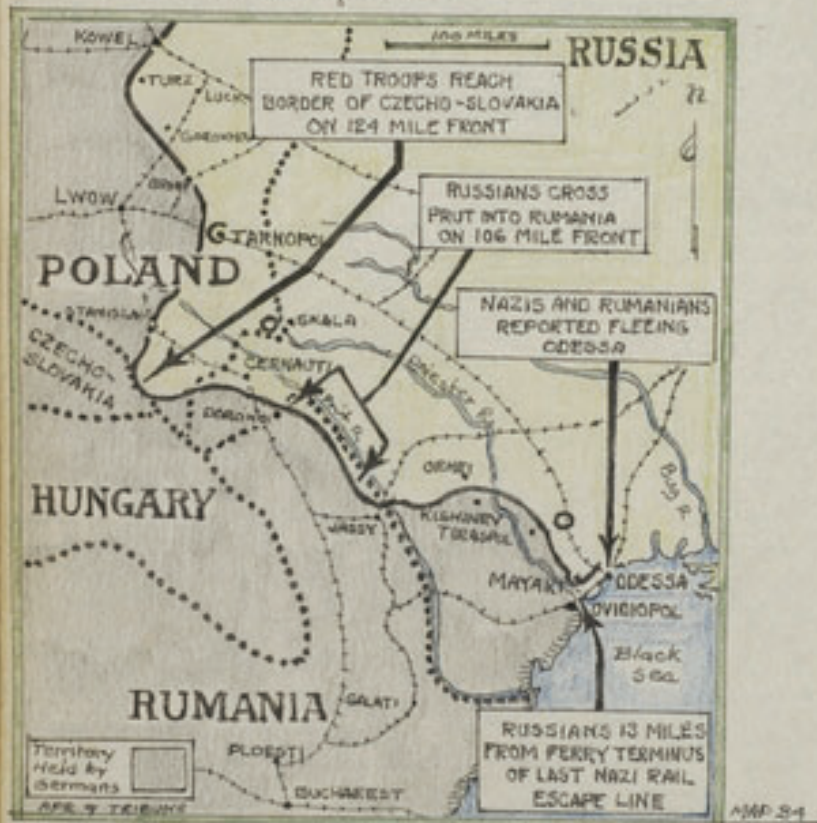 KOWEL
100 MILES
RUSSIA
TURZ
LUCK
RED TROOPS REACH
BORDER OF CZECHO-SLOVAKIA
ON 124 MILE FRONT
LWOW
RUSSIANS CROSS
PRUT INTO RUMANIA
ON 106 MILE FRONT
TARNOPOL
POLAND
STANISLAV
NAZIS AND RUMANIANS
REPORTED FLEEING
ODESSA
SKALA
CZECHO-
SLOVAKIA
CERNAUTI
Dniester R.
Prut R.
ORHEI
Bug R.
HUNGARY
KISHINEV
TIRASPOL
JASSY
MAYAKI
ODESSA
OVIDIOPOL
Black
Sea
RUMANIA
GALATI
RUSSIANS 13 MILES
FROM FERRY TERMINUS
OF LAST NAZI RAIL
ESCAPE LINE
Territory
Held by
Germans
PLOESTI
BUCHAREST
APR 9 TRIBUNE
MAP 84